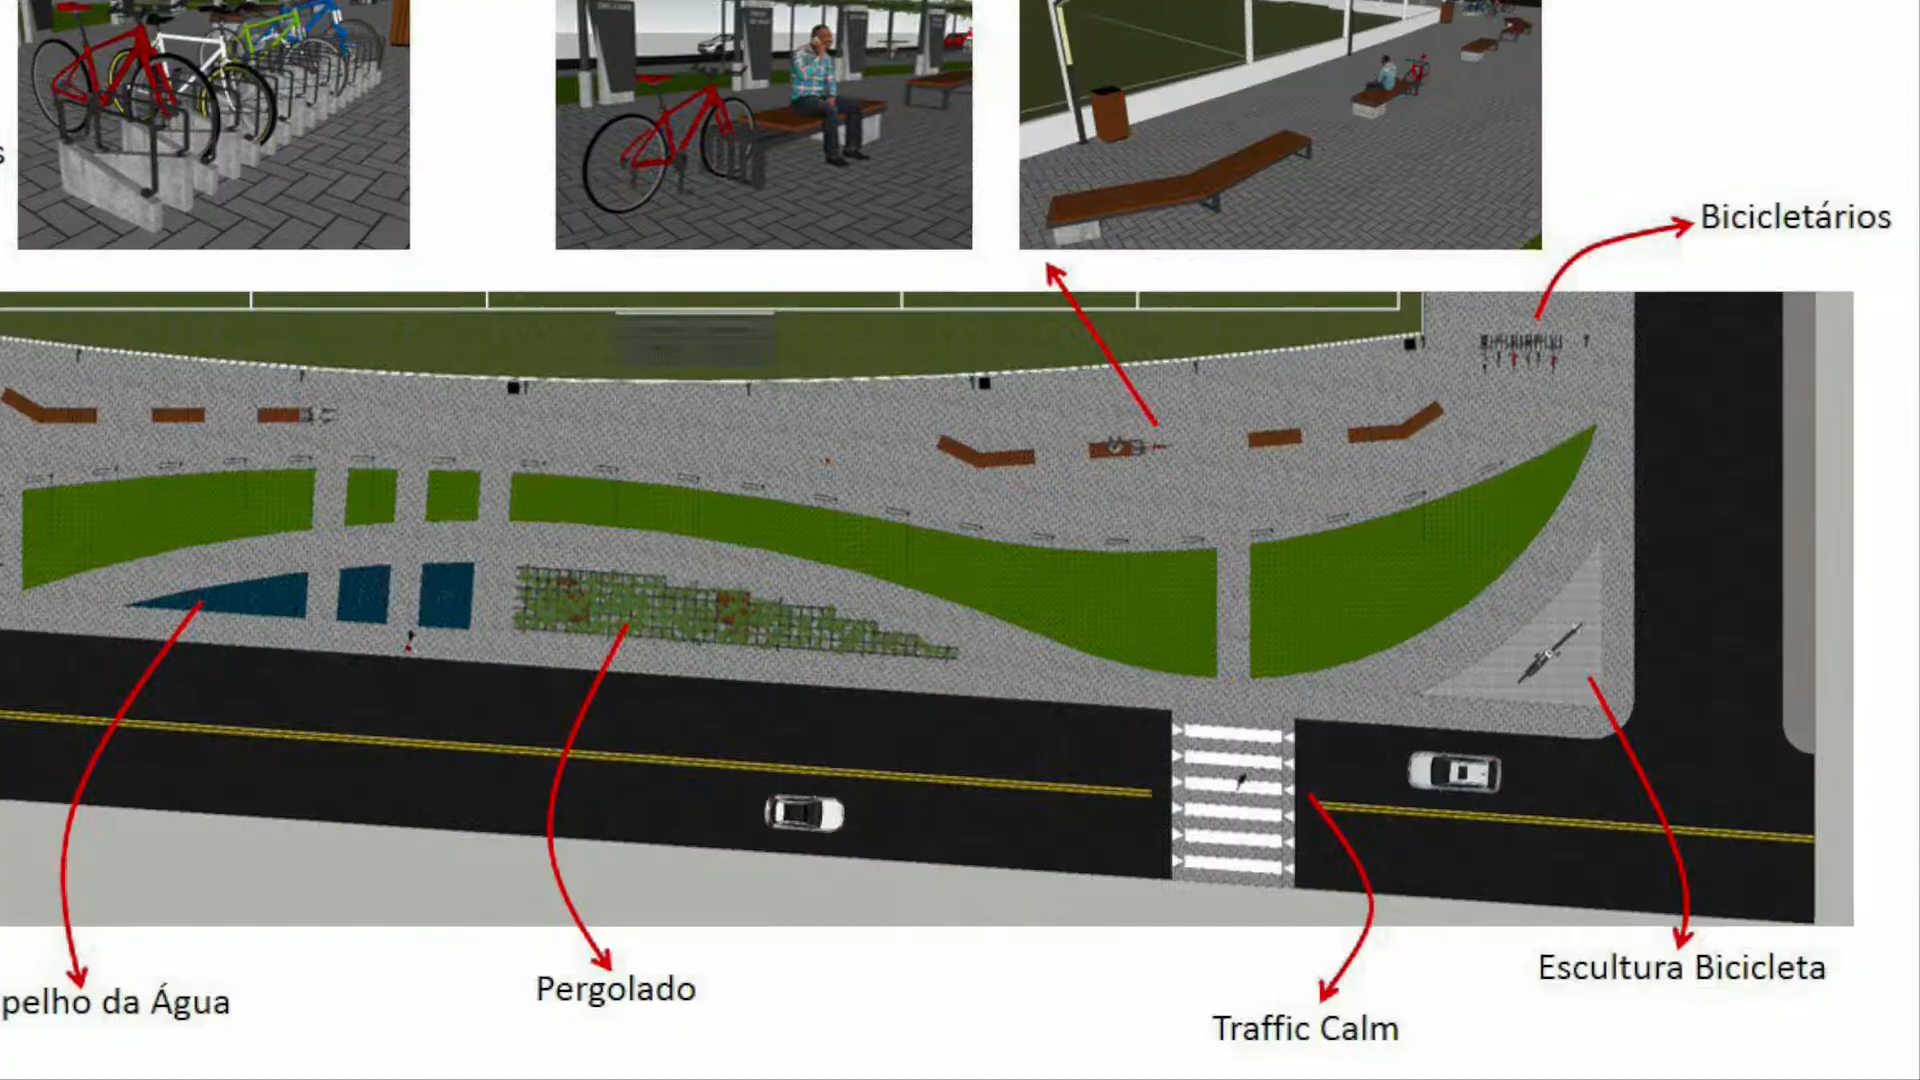 Bicicletários
pelho da Água
Pergolado
Traffic Calm
Escultura Bicicleta